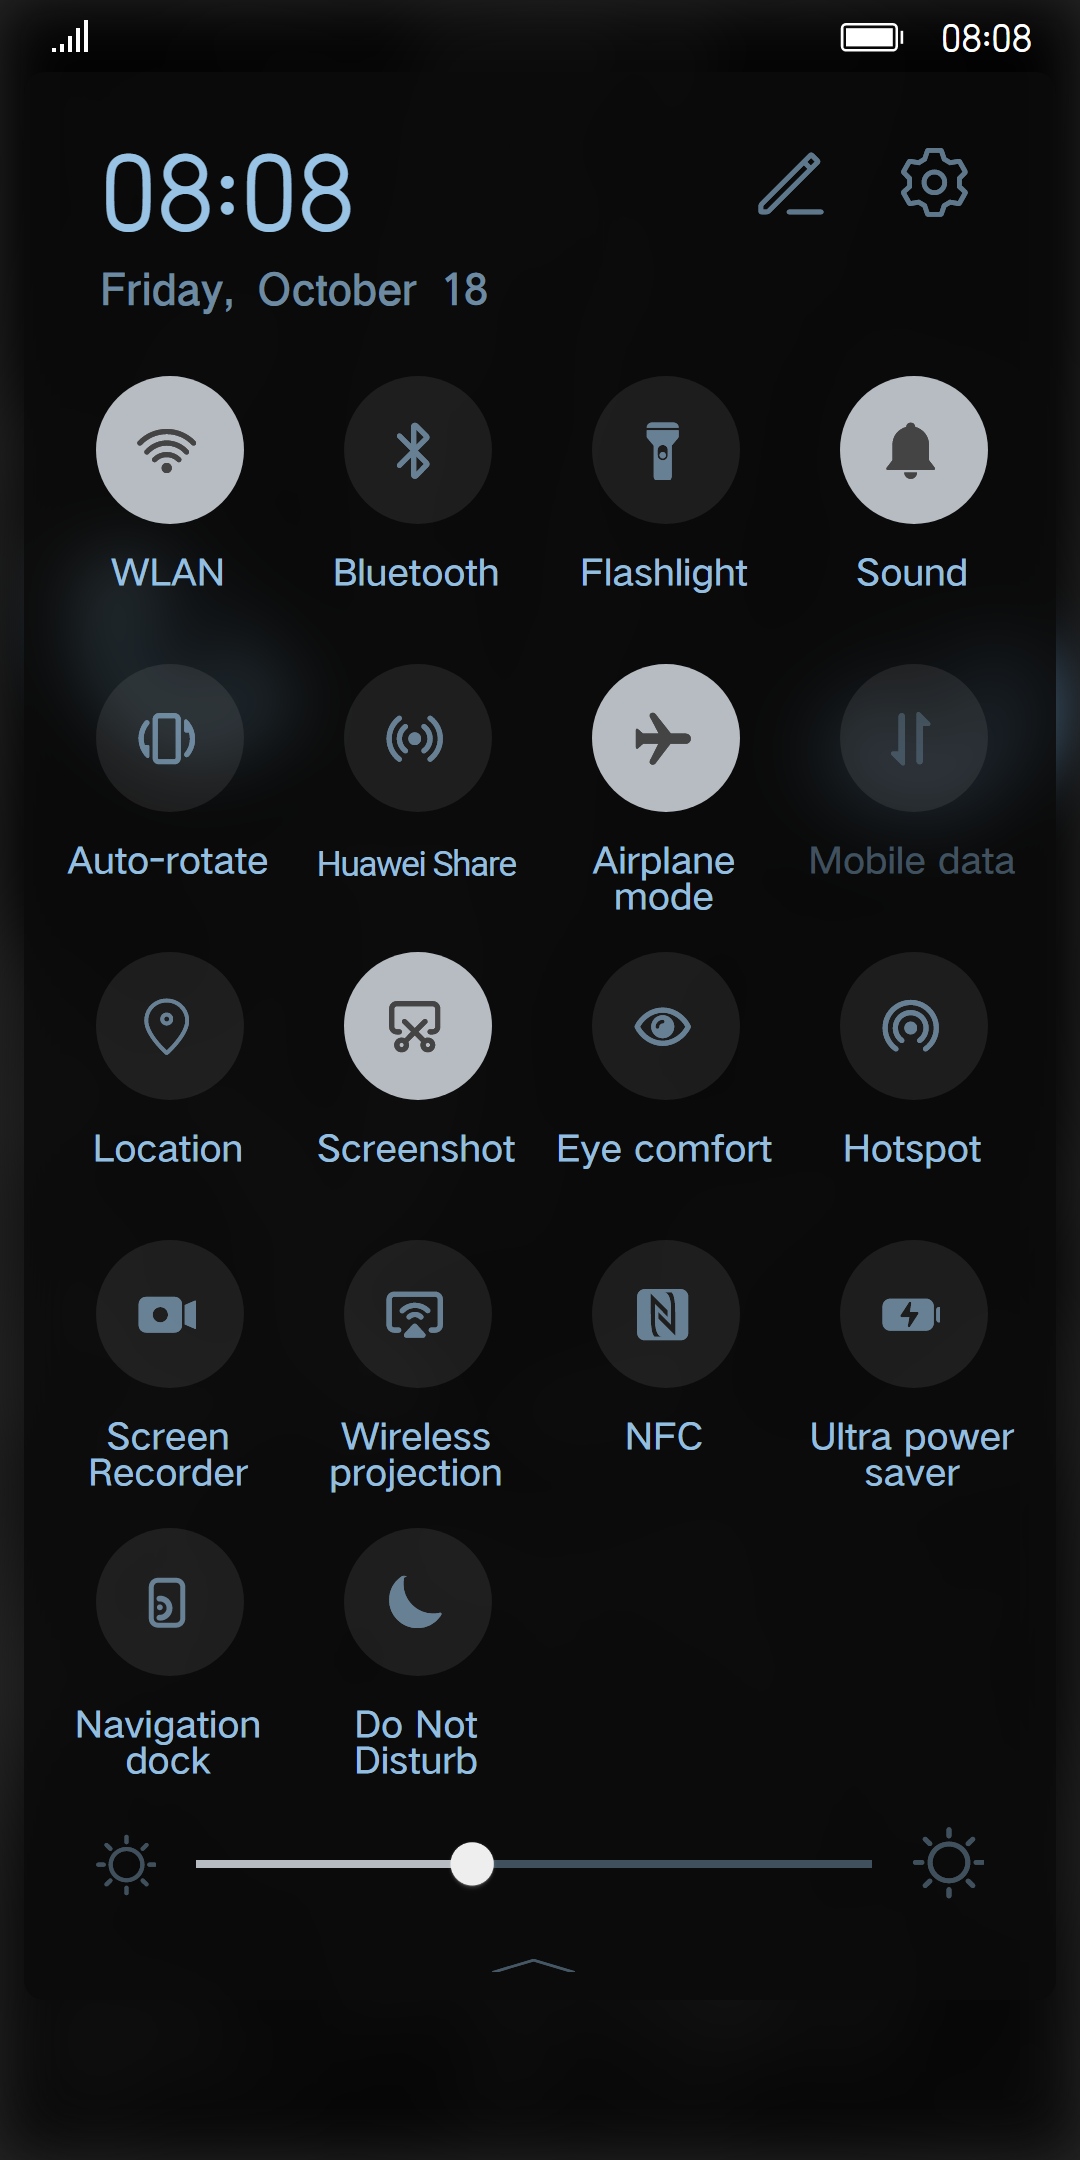 08:08
08:08
Friday, October 18
WLAN Bluetooth Flashlight Sound
Auto-rotate Huawei Share Airplane mode Mobile data
Location Screenshot Eye comfort Hotspot
Screen Recorder Wireless projection NFC Ultra power saver
Navigation dock Do Not Disturb